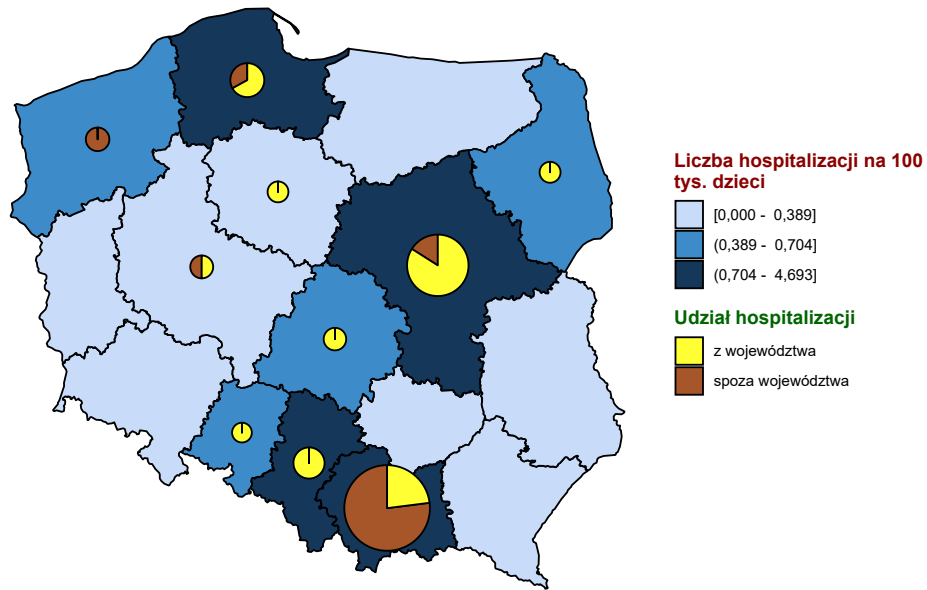 Liczba hospitalizacji na 100
tys. dzieci
[0,000 - 0,389]
(0,389 - 0,704]
(0,704 - 4,693]
Udział hospitalizacji
z województwa
spoza województwa